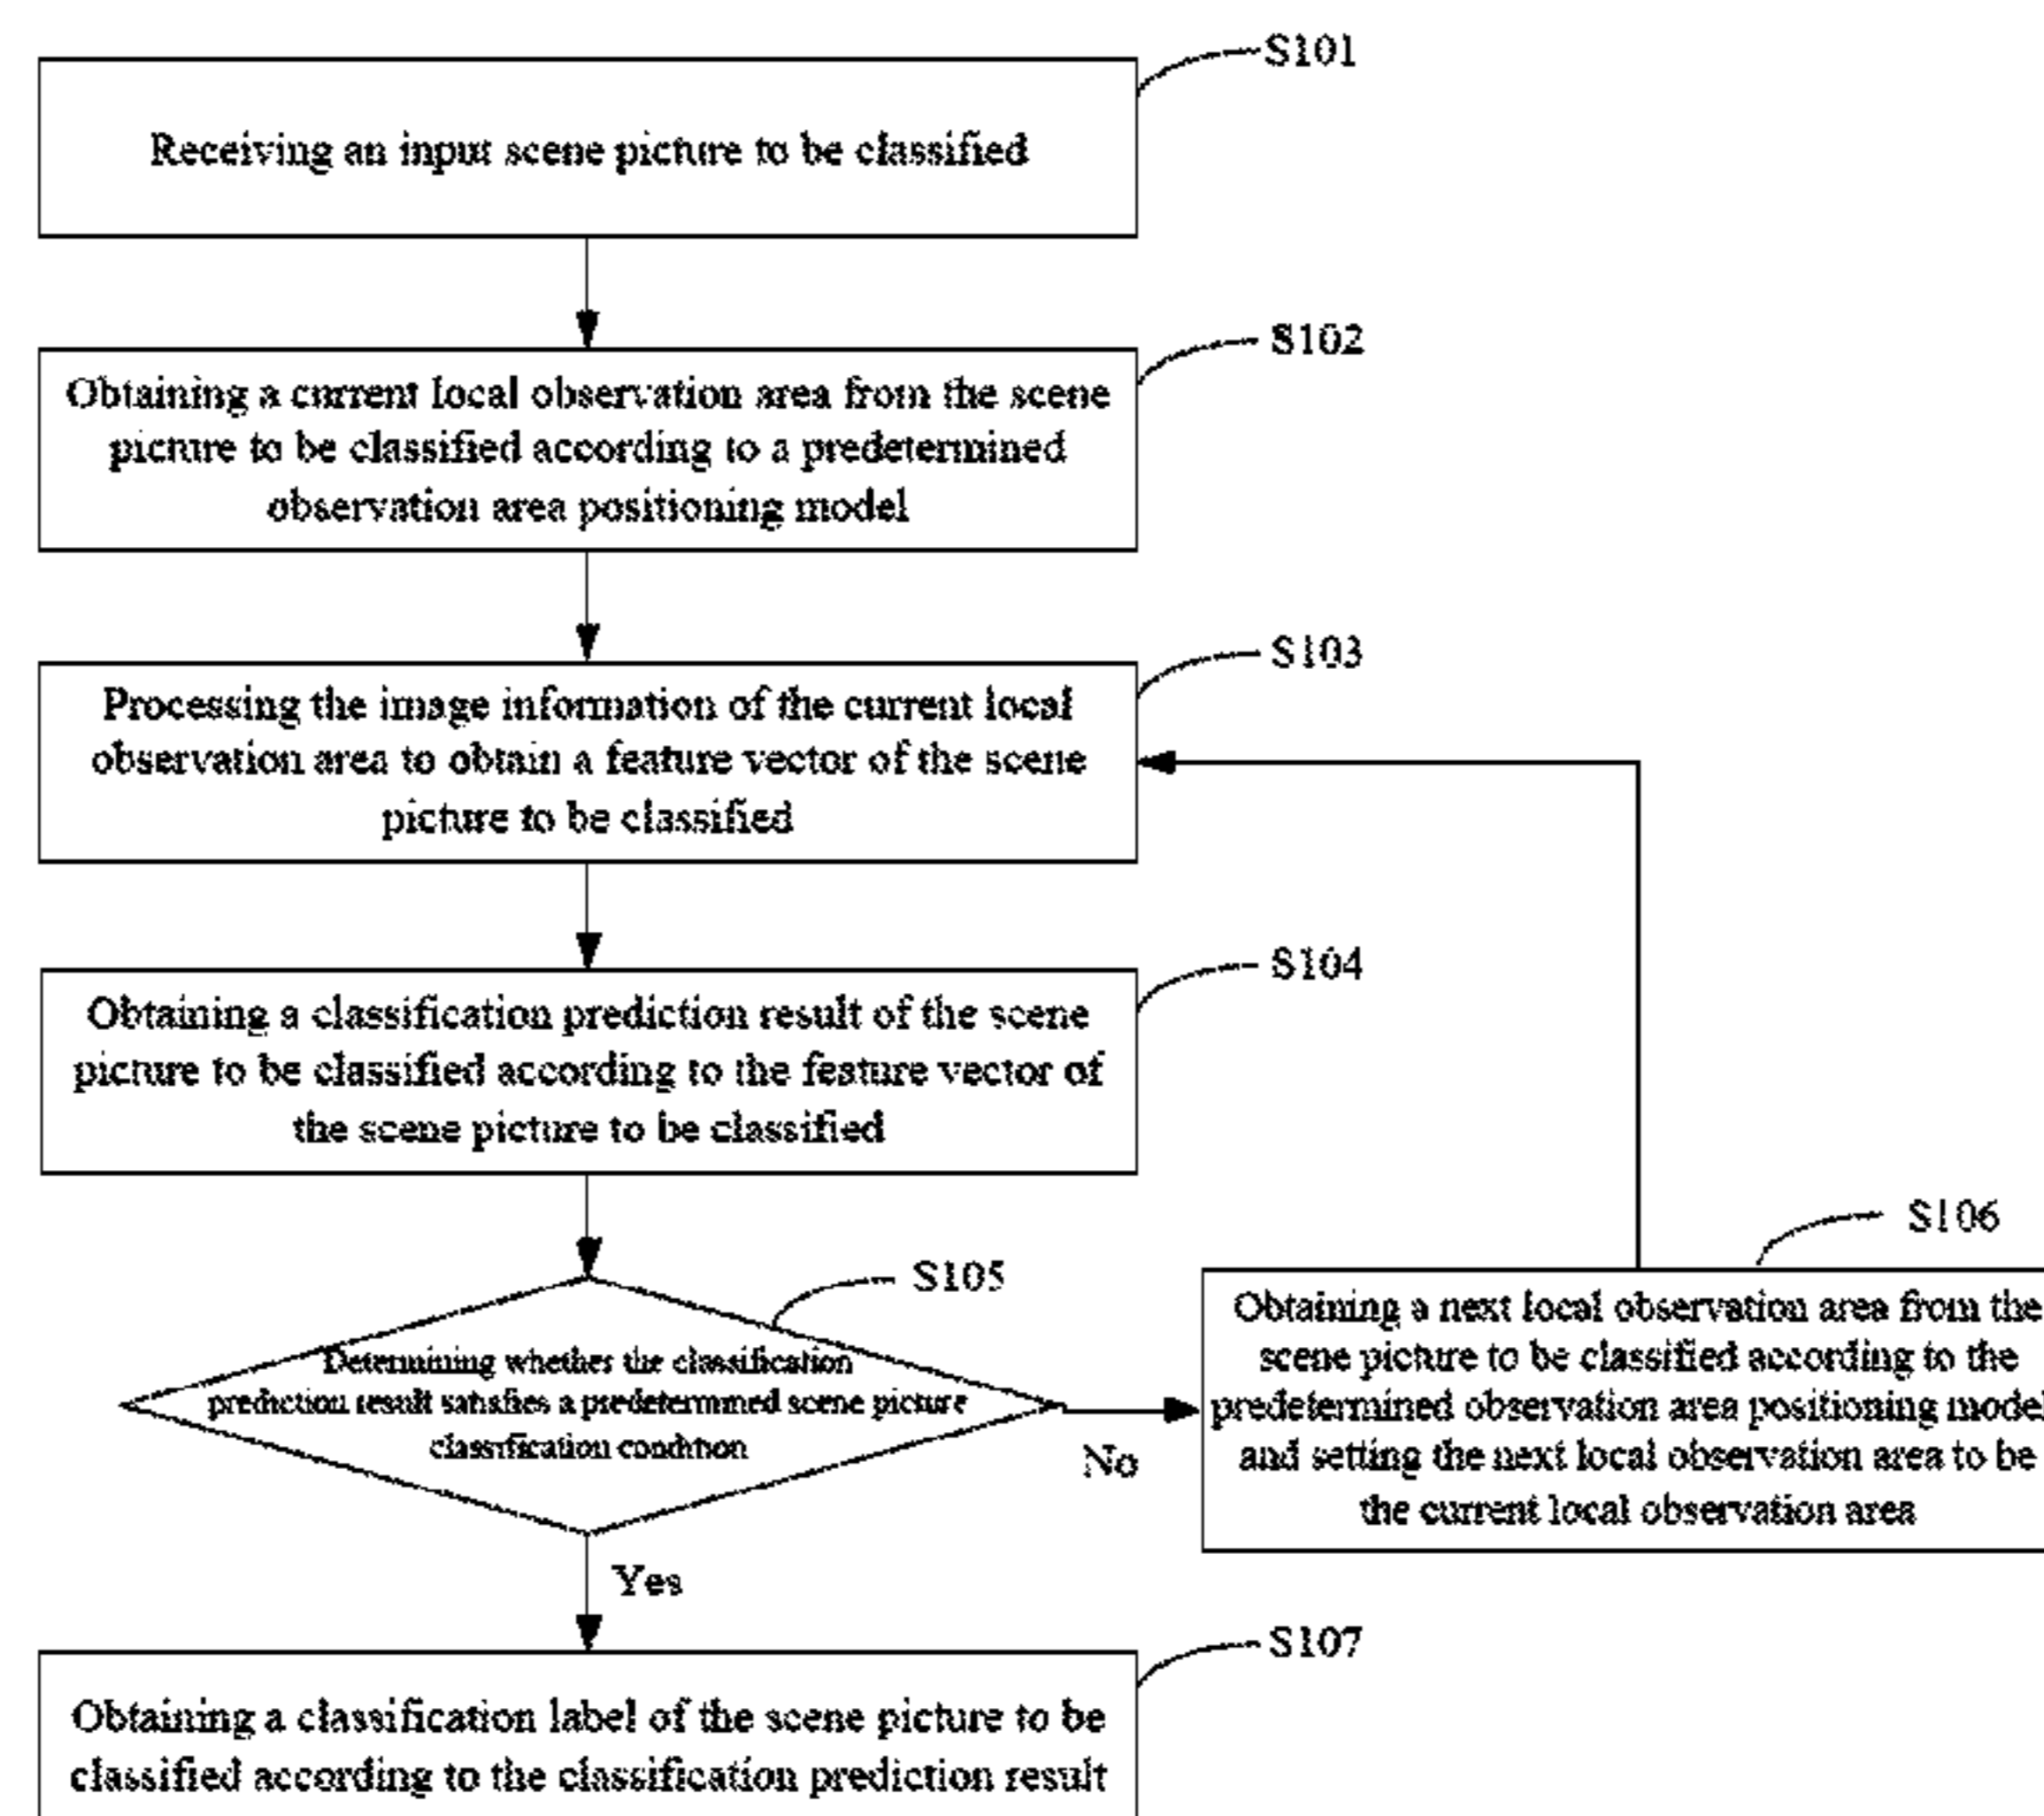 S101
Receiving an input scene picture to be classified
S102
Obtaining a current local observation area from the scene
picture to be classified according to a predetermined
observation area positioning model
S103
Processing the image information of the current local
observation area to obtain a feature vector of the scene
picture to be classified
S104
Obtaining a classification prediction result of the scene
picture to be classified according to the feature vector of
the scene picture to be classified
S105
Determining whether the classification
prediction result satisfies a predetermined scene picture
classification condition
No
S106
Obtaining a next local observation area from the
scene picture to be classified according to the
predetermined observation area positioning model
and setting the next local observation area to be
the current local observation area
Yes
S107
Obtaining a classification label of the scene picture to be
classified according to the classification prediction result